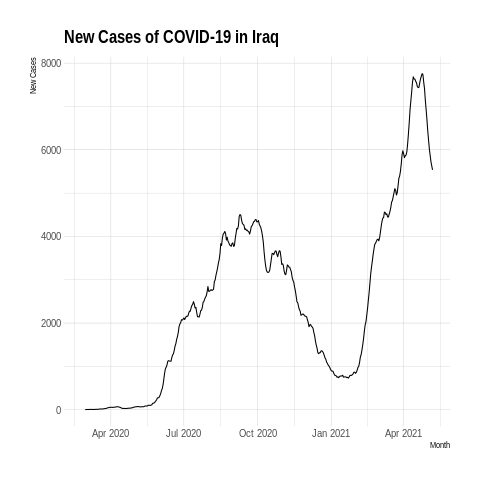 New Cases of COVID-19 in Iraq
New Cases
8000
6000
4000
2000
0
Apr 2020 Jul 2020 Oct 2020 Jan 2021 Apr 2021
Month